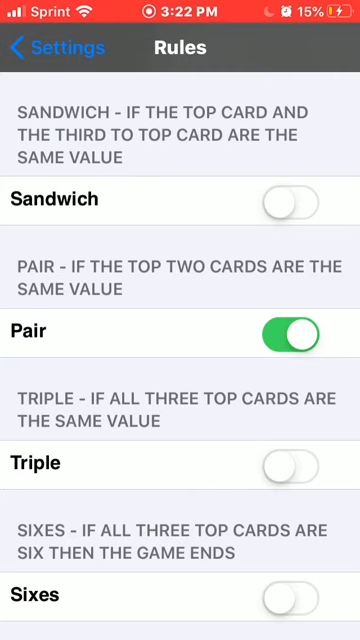 Sprint 3:22 PM 15%
Settings Rules
SANDWICH - IF THE TOP CARD AND
THE THIRD TO TOP CARD ARE THE
SAME VALUE
Sandwich
PAIR - IF THE TOP TWO CARDS ARE THE
SAME VALUE
Pair
TRIPLE - IF ALL THREE TOP CARDS ARE
THE SAME VALUE
Triple
SIXES - IF ALL THREE TOP CARDS ARE
SIX THEN THE GAME ENDS
Sixes